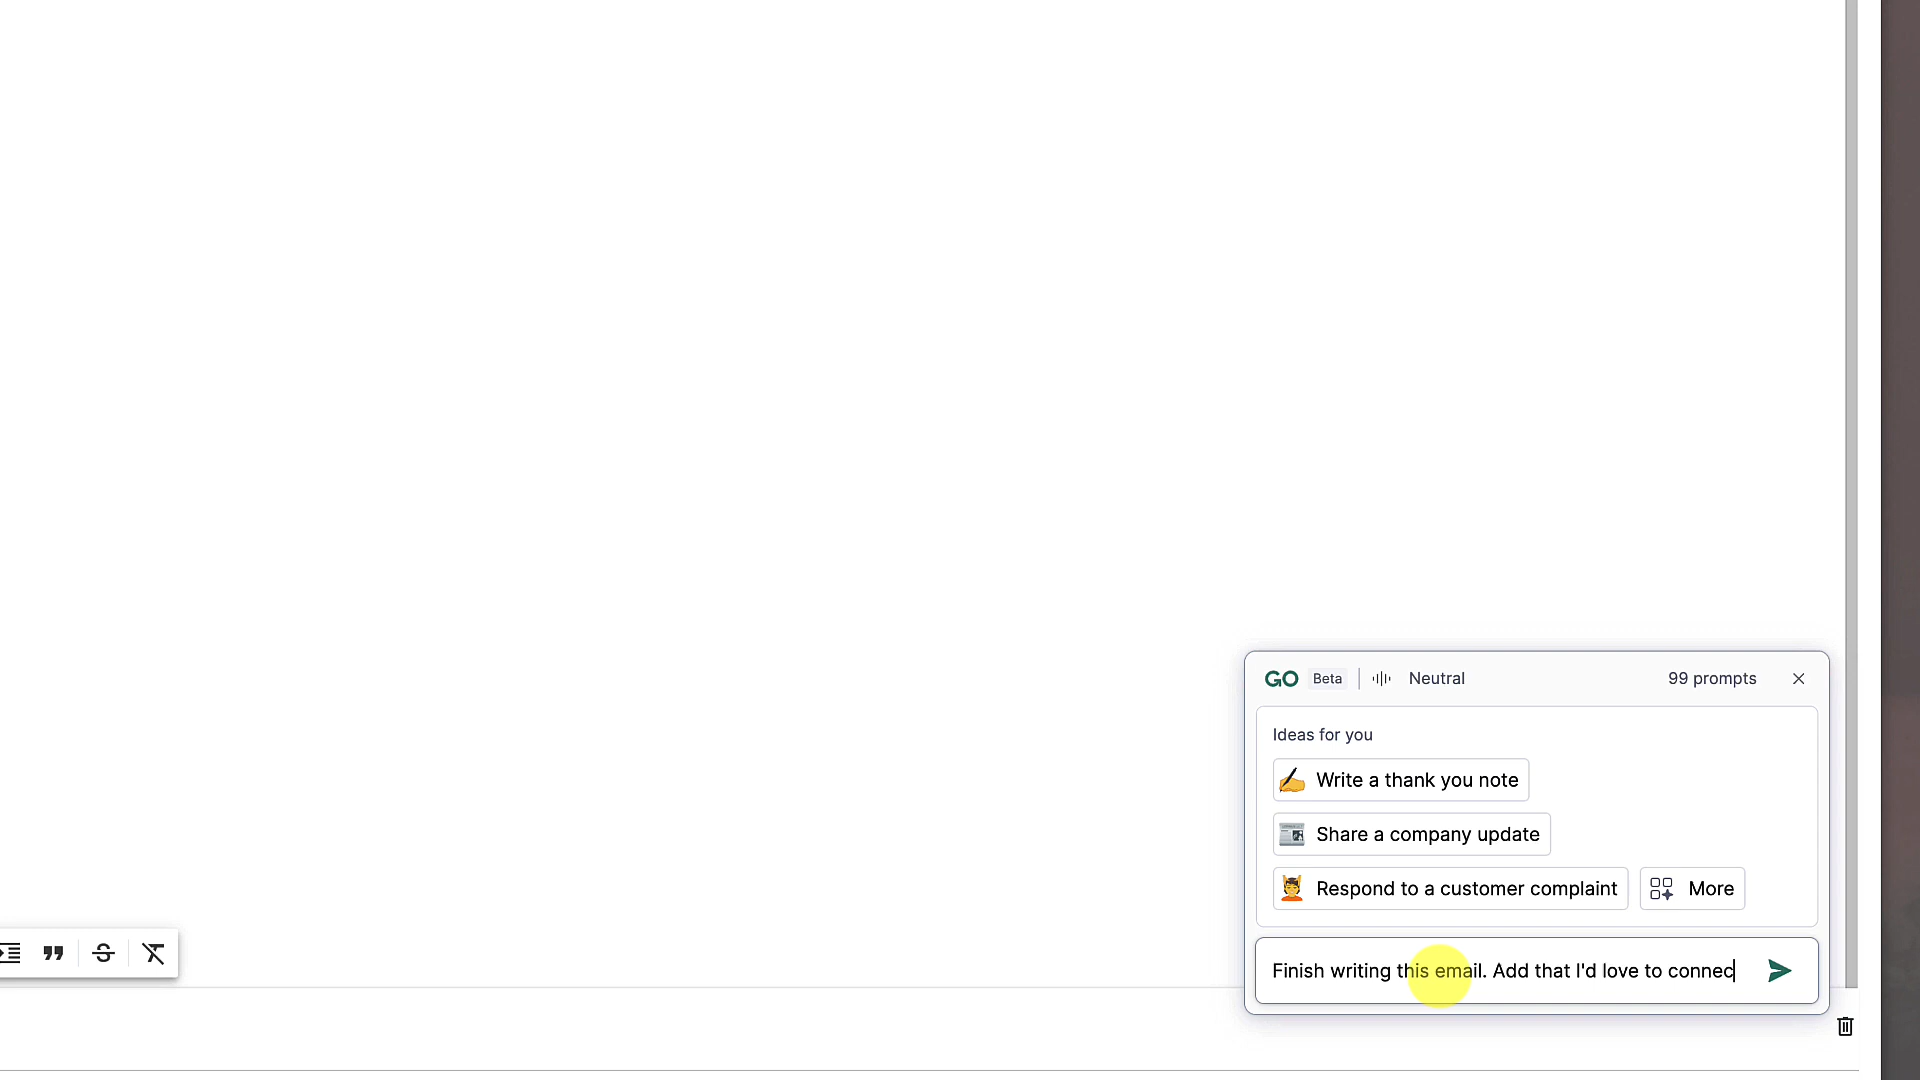 GO Beta Neutral 99 prompts
Ideas for you
Write a thank you note
Share a company update
Respond to a customer complaint More
Finish writing this email. Add that I'd love to connec